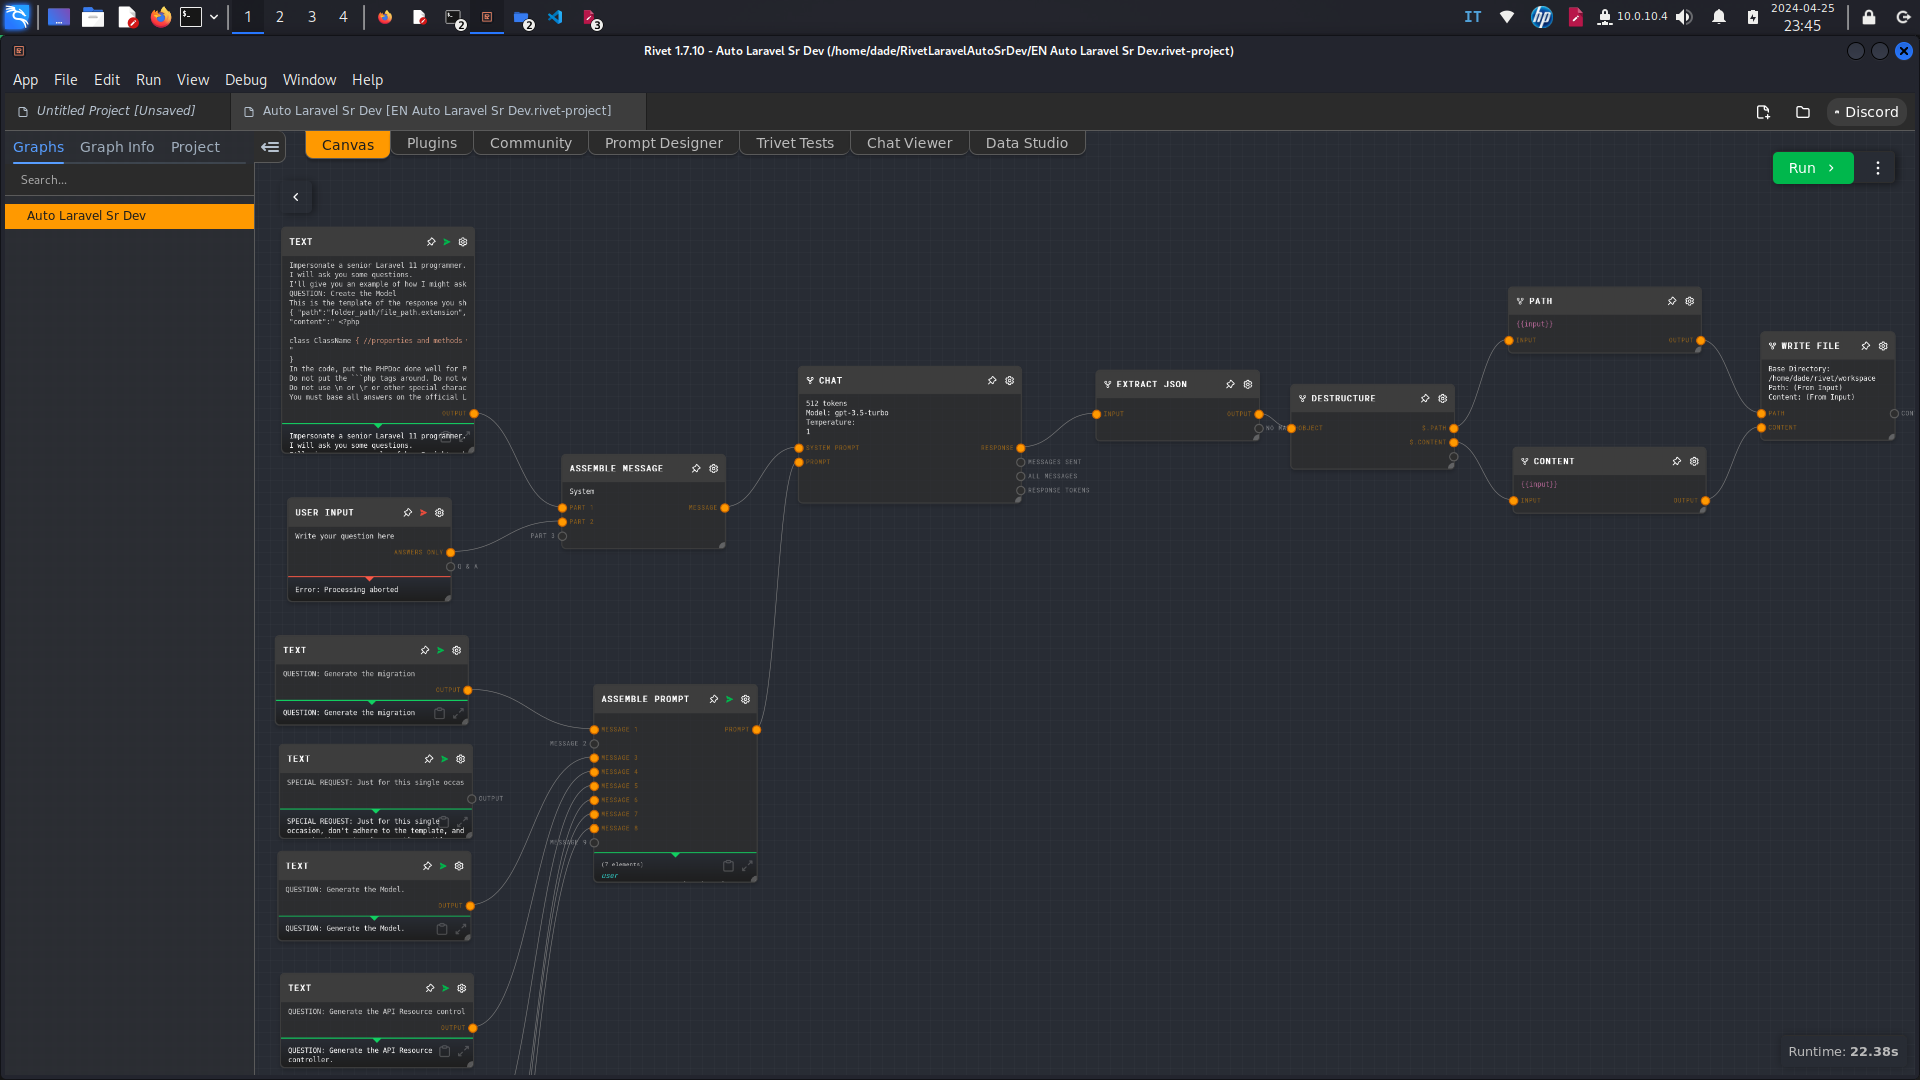 1
2
3
4
2
2
3
IT
10.0.10.4
2024-04-25
23:45
Rivet 1.7.10 - Auto Laravel Sr Dev (/home/dade/RivetLaravelAutoSrDev/EN Auto Laravel Sr Dev.rivet-project)
App File Edit Run View Debug Window Help
Untitled Project [Unsaved]
Auto Laravel Sr Dev [EN Auto Laravel Sr Dev.rivet-project]
Discord
Graphs Graph Info Project
Canvas
Plugins
Community
Prompt Designer
Trivet Tests
Chat Viewer
Data Studio
Run
Search...
Auto Laravel Sr Dev
TEXT
Impersonate a senior Laravel 11 programmer.
I will ask you some questions.
I'll give you an example of how I might ask
QUESTION: Create the Model
This is the template of the response you sh
{ "path":"folder_path/file_path.extension",
"content":" <?php
class ClassName { //properties and methods
"
}
In the code, put the PHPDoc done well for P
Do not put the ```php tags around. Do not w
Do not use \n or \r or other special charac
You must base all answers on the official L
OUTPUT
Impersonate a senior Laravel 11 programmer.
I will ask you some questions.
USER INPUT
Write your question here
ANSWERS ONLY
Q & A
Error: Processing aborted
ASSEMBLE MESSAGE
System
PART 1
MESSAGE
PART 2
PART 3
CHAT
512 tokens
Model: gpt-3.5-turbo
Temperature:
1
SYSTEM PROMPT
RESPONSE
PROMPT
MESSAGES SENT
ALL MESSAGES
RESPONSE TOKENS
EXTRACT JSON
INPUT
OUTPUT
NO MA
DESTRUCTURE
OBJECT
$.PATH
$.CONTENT
PATH
{{input}}
INPUT
OUTPUT
CONTENT
{{input}}
INPUT
OUTPUT
WRITE FILE
Base Directory:
/home/dade/rivet/workspace
Path: (From Input)
Content: (From Input)
PATH
CON
CONTENT
TEXT
QUESTION: Generate the migration
OUTPUT
QUESTION: Generate the migration
TEXT
SPECIAL REQUEST: Just for this single occas
OUTPUT
SPECIAL REQUEST: Just for this single
occasion, don't adhere to the template, and
TEXT
QUESTION: Generate the Model.
OUTPUT
QUESTION: Generate the Model.
TEXT
QUESTION: Generate the API Resource control
OUTPUT
QUESTION: Generate the API Resource
controller.
ASSEMBLE PROMPT
MESSAGE 1
PROMPT
MESSAGE 2
MESSAGE 3
MESSAGE 4
MESSAGE 5
MESSAGE 6
MESSAGE 7
MESSAGE 8
MESSAGE 9
(7 elements)
user
Runtime: 22.38s